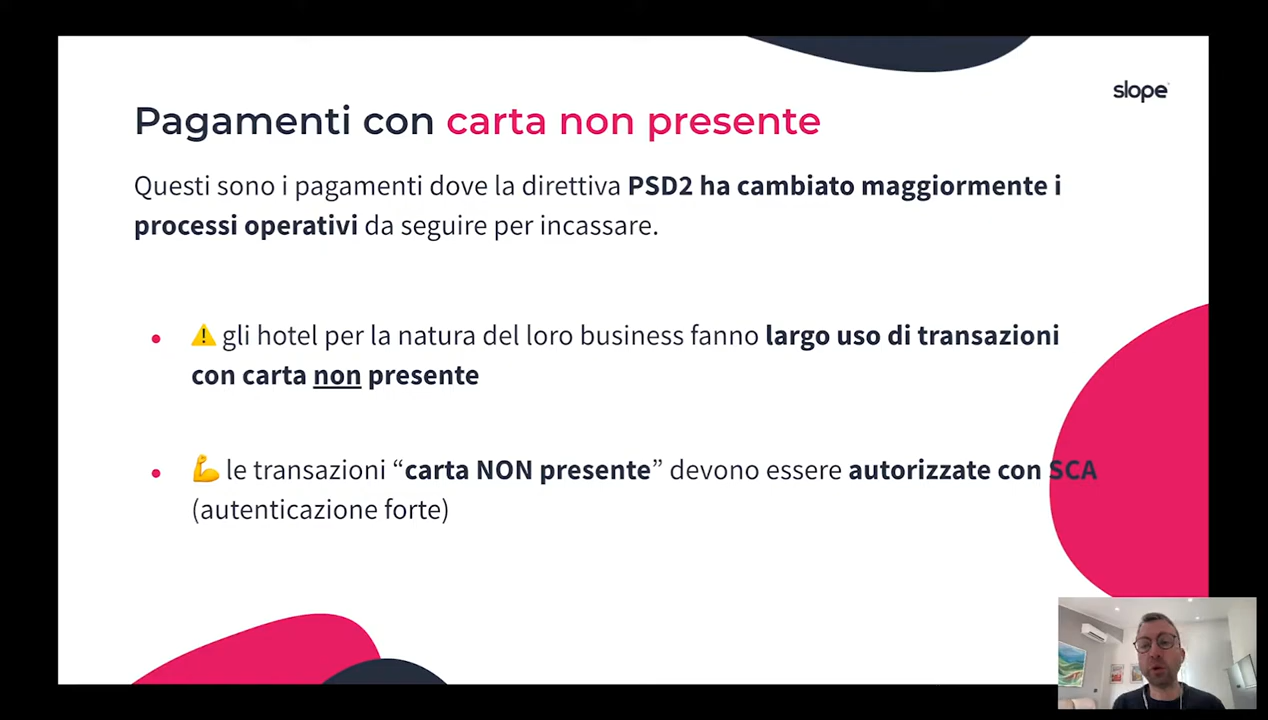 slope
Pagamenti con carta non presente
Questi sono i pagamenti dove la direttiva PSD2 ha cambiato maggiormente i
processi operativi da seguire per incassare.
⚠️ gli hotel per la natura del loro business fanno largo uso di transazioni
con carta non presente
💪 le transazioni “carta NON presente” devono essere autorizzate con SCA
(autenticazione forte)